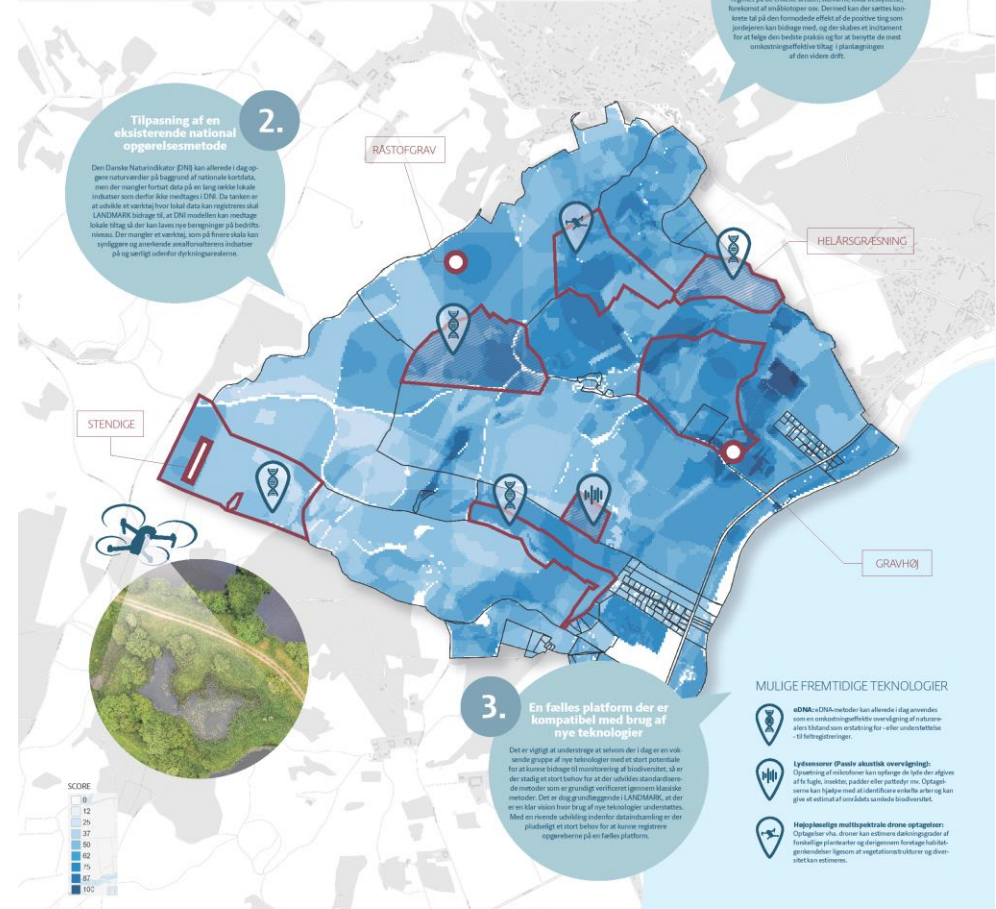 regimes på de enkelte arealer,
forekomst af småbiotoper osv. Dermed kan der sættes kon-
krete tal på den formodede effekt af de positive ting som
jordejeren kan bidrage med, og der skabes et incitament
for at følge den bedste praksis og for at benytte de mest
omkostningseffektive tiltag i planlægningen
af den videre drift.
2.
Tilpasning af en
eksisterende national
opgørelsesmetode
Den Danske Naturindikator (DNI) kan allerede i dag op-
gøre naturværdier på baggrund af nationale kortdata,
men der mangler fortsat data på en lang række lokale
indsatser som derfor ikke medtages i DNI. Da tanken er
at udvikle et værktøj hvor lokal data kan registreres skal
LANDMARK bidrage til, at DNI modellen kan medtage
lokale tiltag så der kan laves nye beregninger på bedrifts-
niveau. Der mangler et værktøj, som på finere skala kan
synliggøre og anerkende arealforvalterens indsatser
på og særligt udenfor dyrkningsarealerne.
RÅSTOFGRAV
HELÅRSGRÆSNING
STENDIGE
GRAVHØJ
3.
En fælles platform der er
kompatibel med brug af
nye teknologier
Det er vigtigt at understrege at selvom der i dag er en vok-
sende gruppe af nye teknologier med et stort potentiale
for at kunne bidrage til monitorering af biodiversitet, så er
der stadig et stort behov for at der udvikles standardisere-
de metoder som er grundigt verificeret igennem klassiske
metoder. Det er dog grundlæggende i LANDMARK, at der
er en klar vision hvor brug af nye teknologier understøttes.
Med en rivende udvikling indenfor dataindsamling er der
pludseligt et stort behov for at kunne registrere
opgørelserne på en fælles platform.
MULIGE FREMTIDIGE TEKNOLOGIER
eDNA: eDNA-metoder kan allerede i dag anvendes
som en omkostningseffektiv overvågning af naturare-
alers tilstand som erstatning for - eller understøttelse
- til feltregistreringer.
Lydsensorer (Passiv akustisk overvågning):
Opsætning af mikrofoner kan opfange de lyde der afgives
af fx fugle, insekter, padder eller pattedyr mv. Optagel-
serne kan hjælpe med at identificere enkelte arter og kan
give et estimat af områdets samlede biodiversitet.
Højopløselige multispektrale drone optagelser:
Optagelser vha. droner kan estimere dækningsgrader af
forskellige plantearter og derigennem foretage habitat-
genkendelser ligesom at vegetationsstrukturer og diver-
sitet kan estimeres.
SCORE
0
12
25
37
50
62
75
87
100